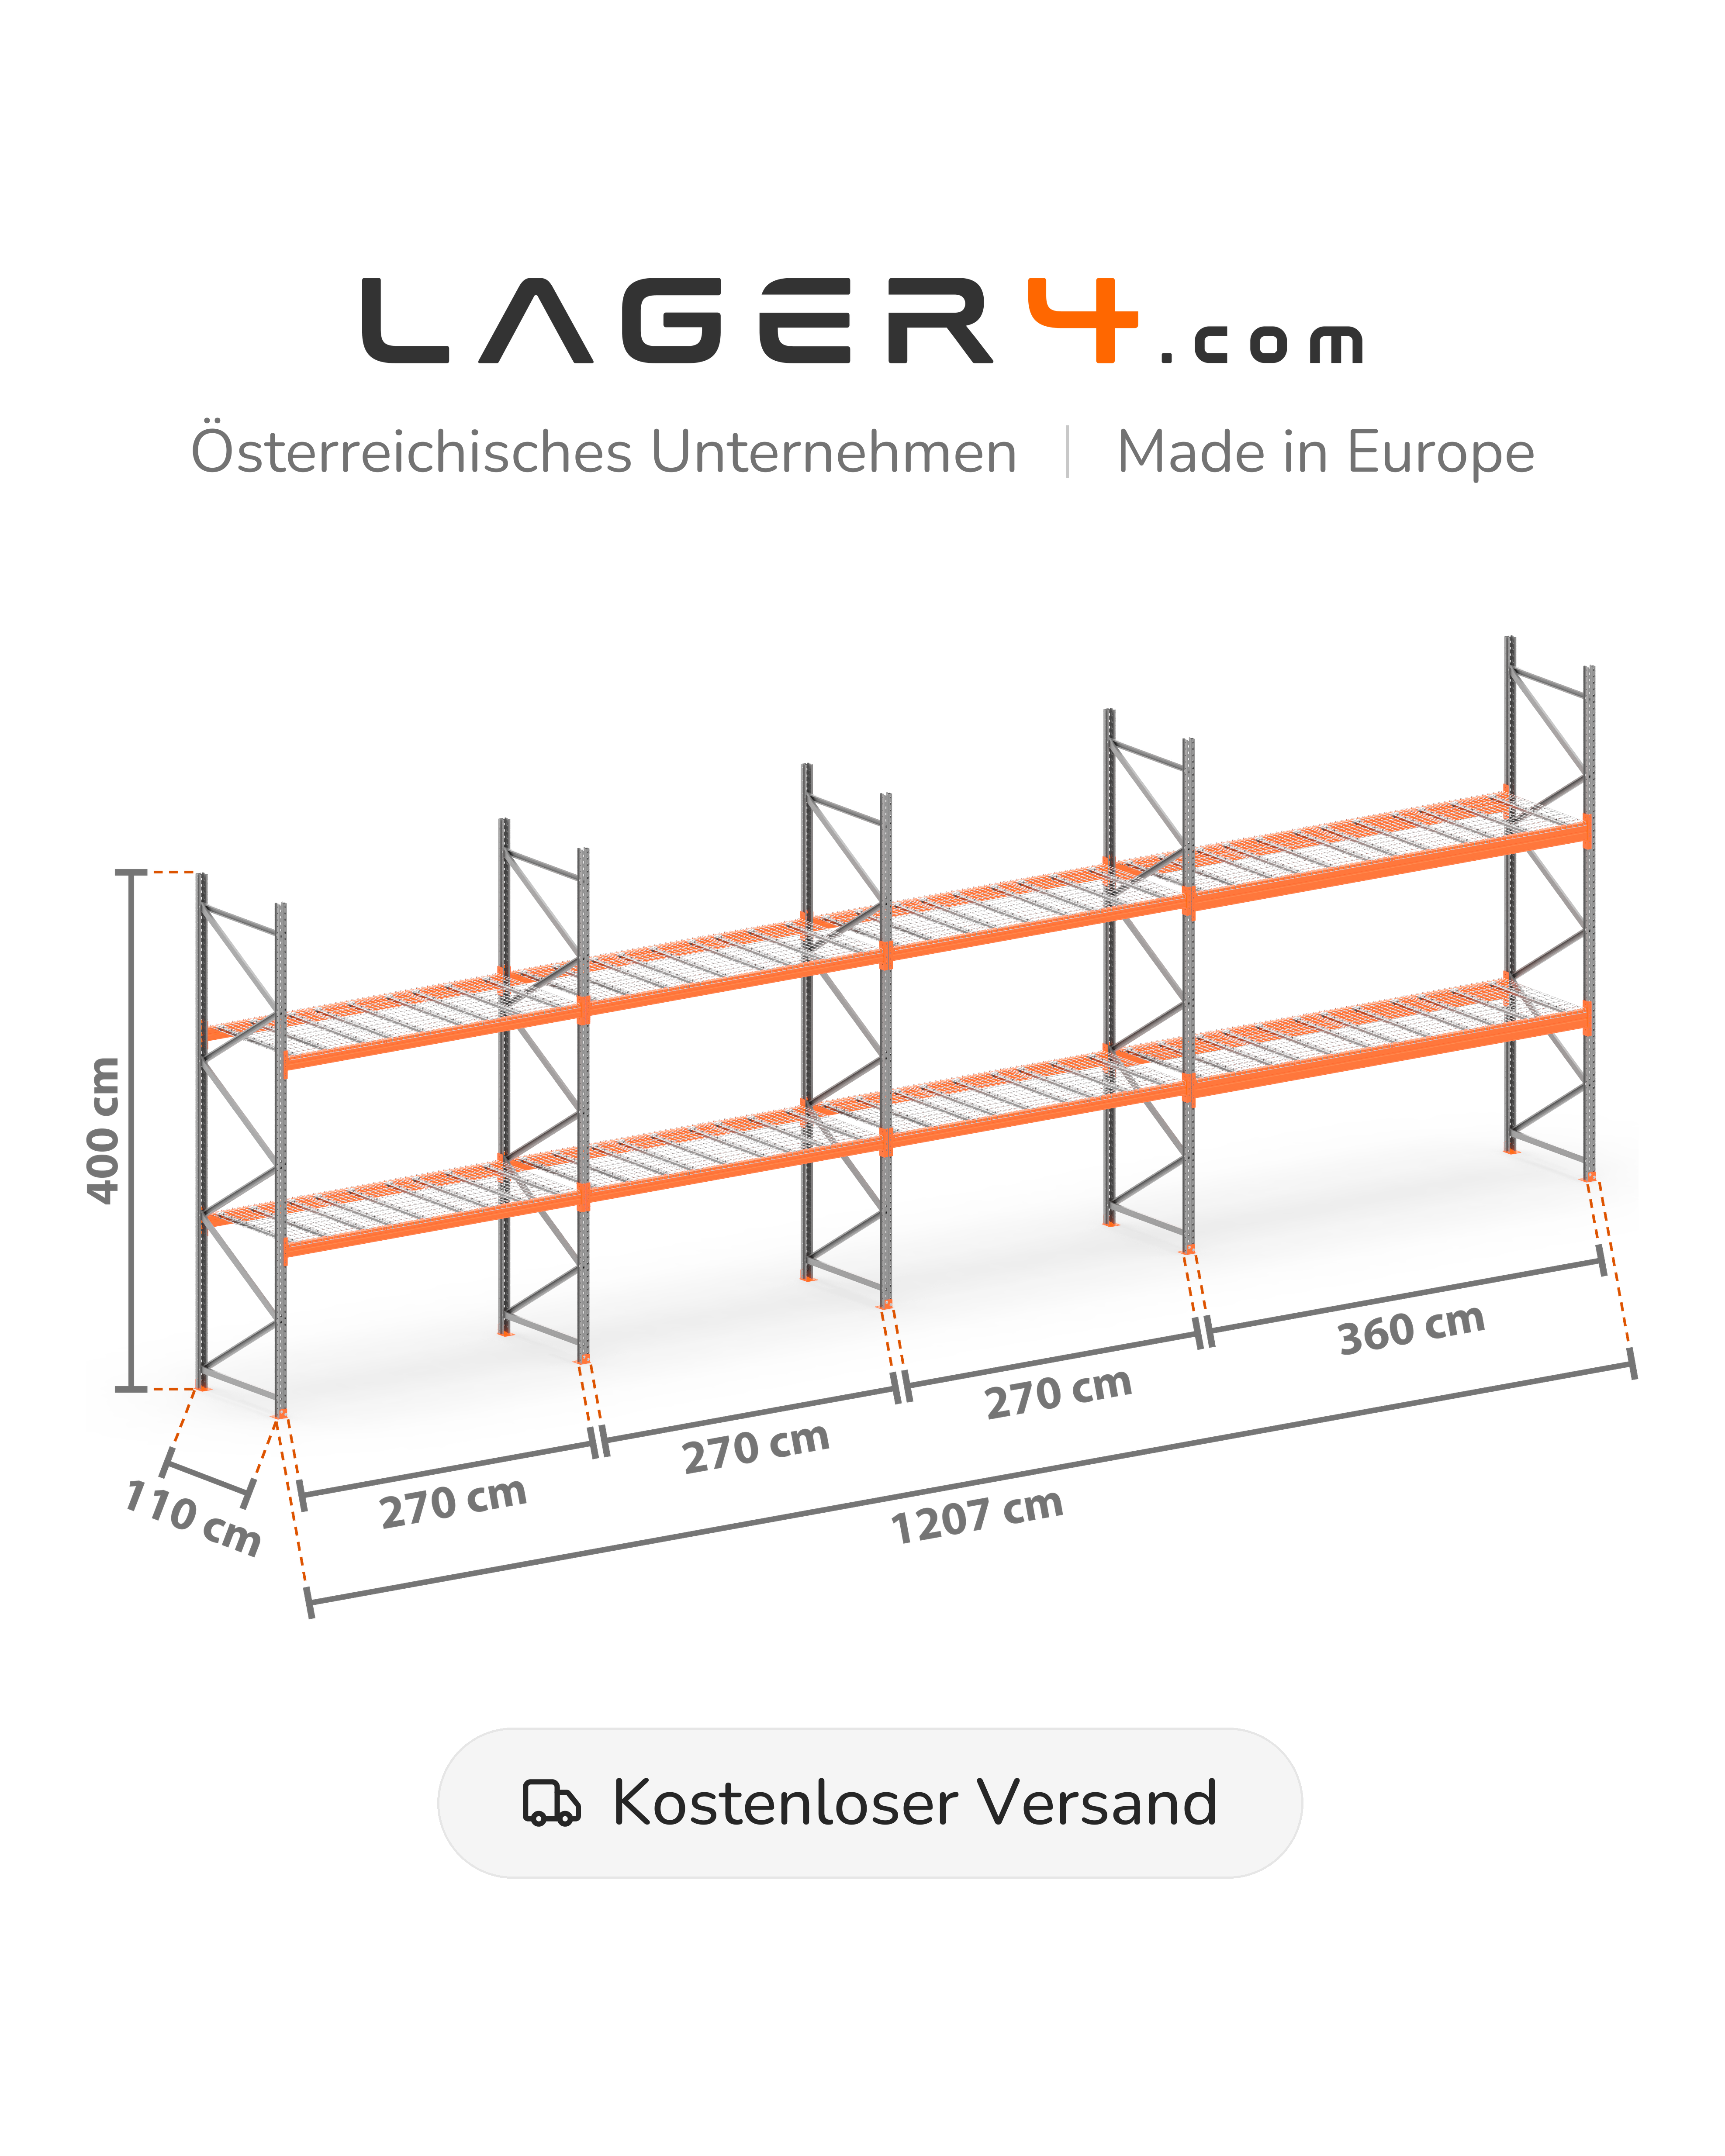 LAGER4.com
Österreichisches Unternehmen | Made in Europe
400 cm
110 cm
270 cm
270 cm
270 cm
360 cm
1207 cm
Kostenloser Versand